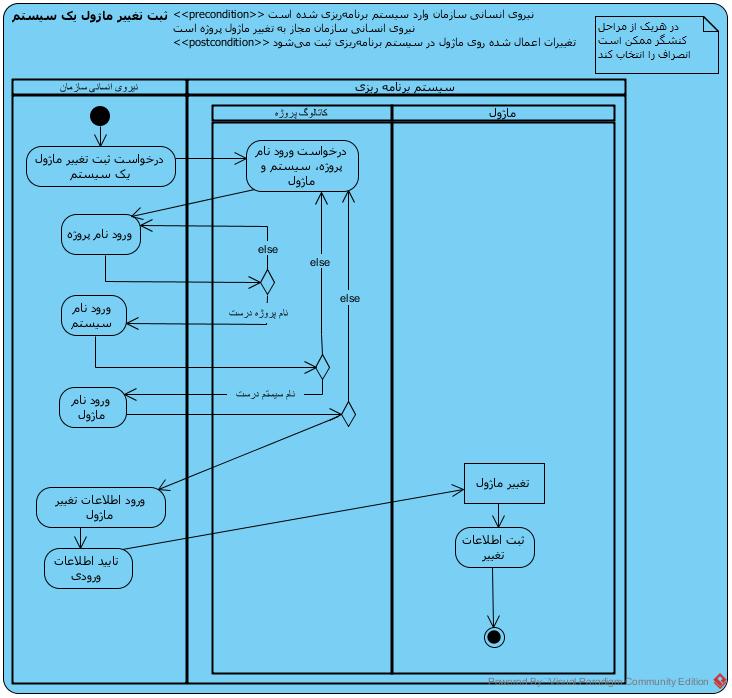 ثبت تغییر ماژول یک سیستم
<<precondition>> نیروی انسانی سازمان وارد سیستم برنامه‌ریزی شده است
نیروی انسانی سازمان مجاز به تغییر ماژول پروژه است
<<postcondition>> تغییرات اعمال شده روی ماژول در سیستم برنامه‌ریزی ثبت می‌شود
در هریک از مراحل
کنشگر ممکن است
انصراف را انتخاب کند
نیروی انسانی سازمان
سیستم برنامه ریزی
کاتالوگ پروژه
ماژول
درخواست ثبت تغییر ماژول
یک سیستم
درخواست ورود نام
پروژه، سیستم و
ماژول
ورود نام پروژه
else
else
else
نام پروژه درست
ورود نام
سیستم
نام سیستم درست
ورود نام
ماژول
ورود اطلاعات تغییر
ماژول
تایید اطلاعات
ورودی
تغییر ماژول
ثبت اطلاعات
تغییر
Powered By Visual Paradigm Community Edition